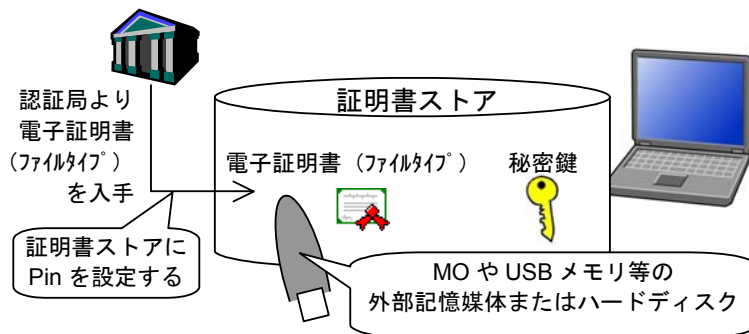 認証局より
電子証明書
（ﾌｧｲﾙﾀｲﾌﾟ）
を入手
証明書ストア
電子証明書（ﾌｧｲﾙﾀｲﾌﾟ）
秘密鍵
証明書ストアに
Pin を設定する
MO や USB メモリ等の
外部記憶媒体またはハードディスク